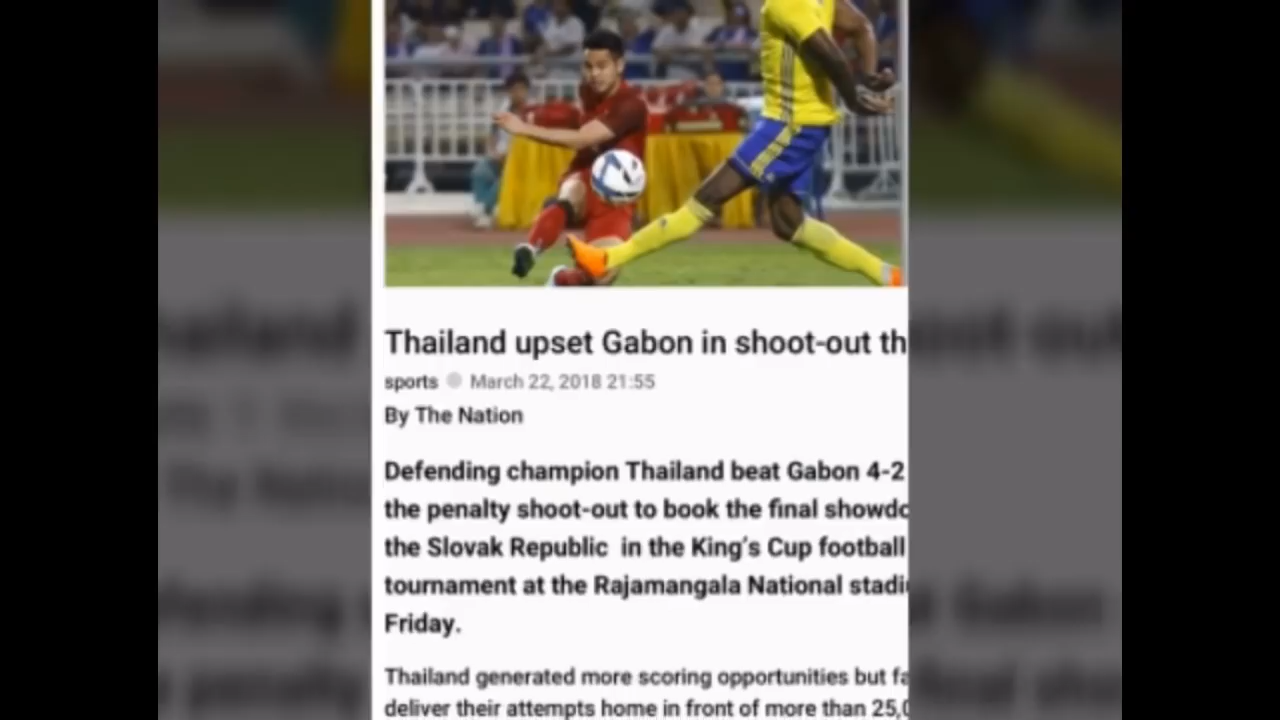 Thailand upset Gabon in shoot-out th
sports March 22, 2018 21:55
By The Nation
Defending champion Thailand beat Gabon 4-2
the penalty shoot-out to book the final showdo
the Slovak Republic in the King's Cup football
tournament at the Rajamangala National stadi
Friday.
Thailand generated more scoring opportunities but fa
deliver their attempts home in front of more than 25,0